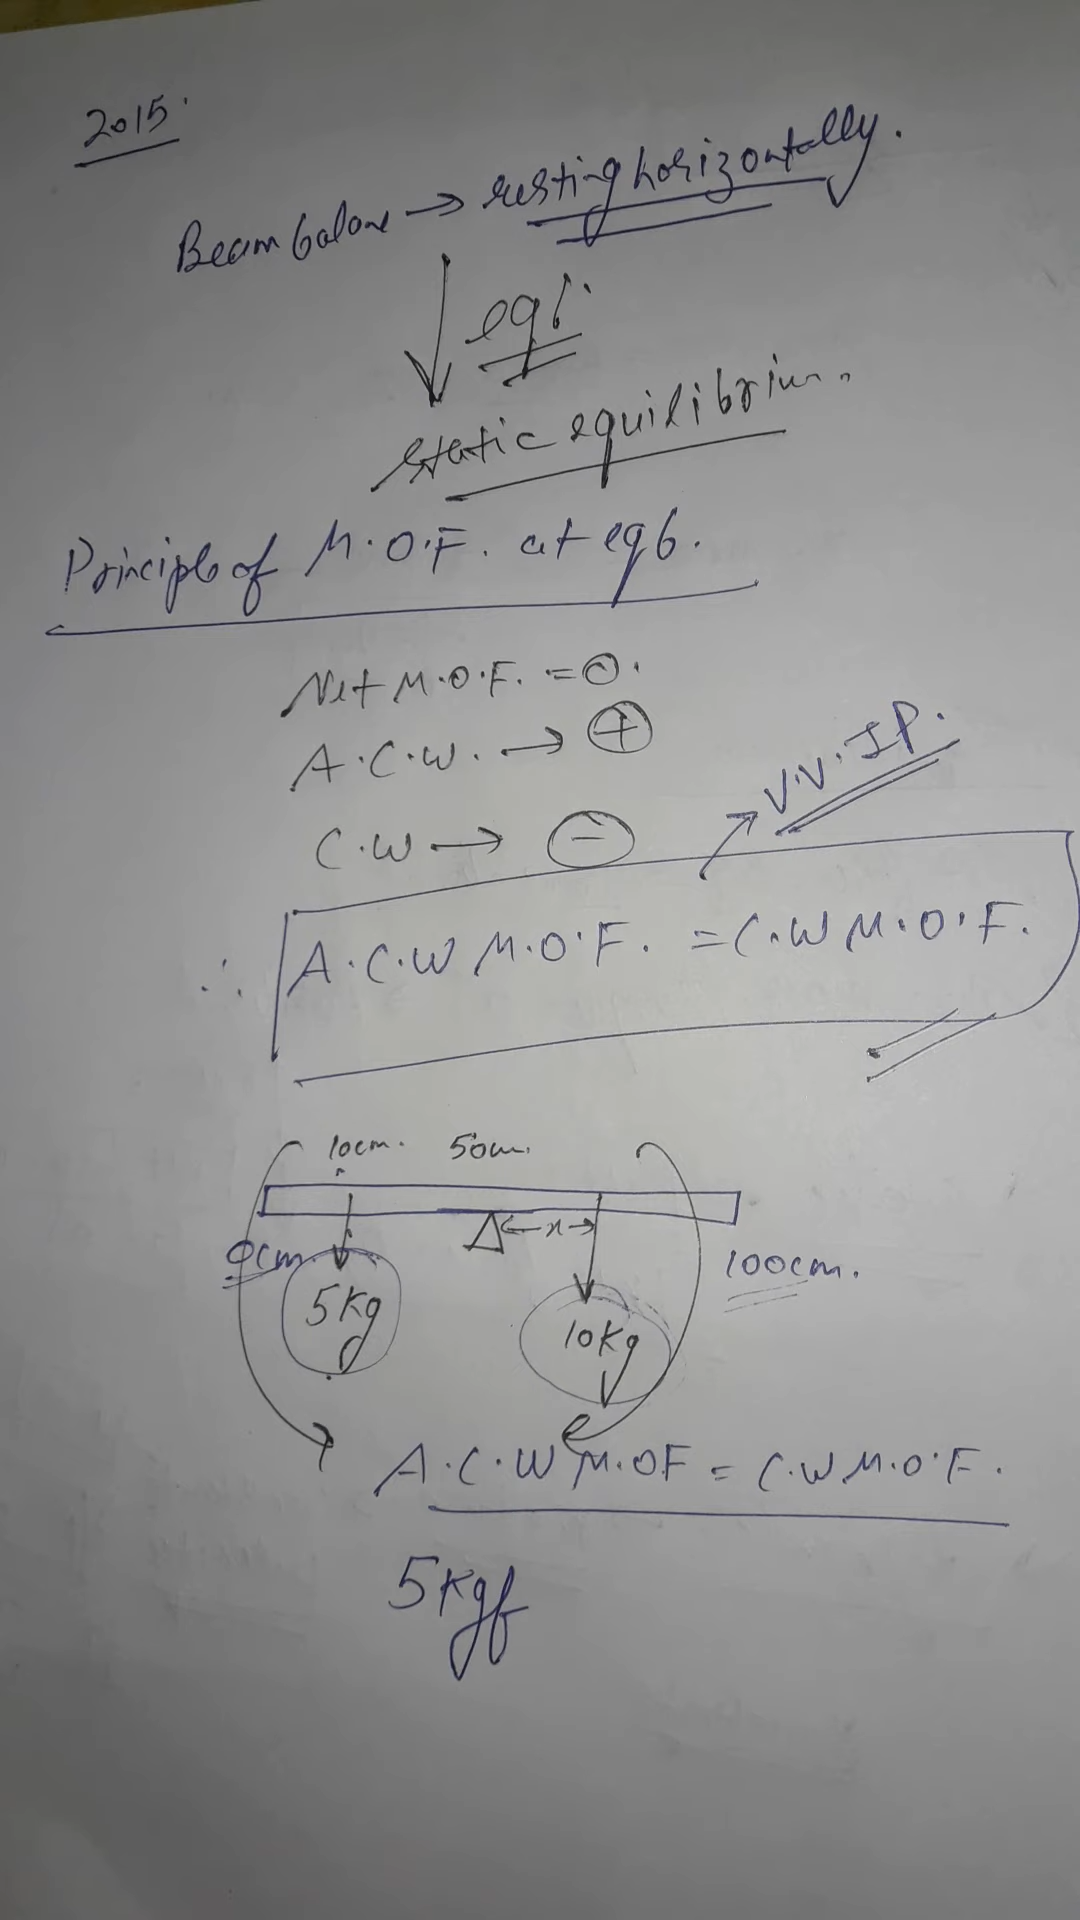 2015.
Beam balane → resting horizontally.
eqb.
static equilibrium.
Principle of M.O.F. at eqb.
Net M.O.F. = 0.
A.C.W. → +
C.W → -
V.V. IP.
∴ A.C.W M.O.F. = C.W M.O.F.
10cm. 50cm.
x
0cm
100cm.
5Kg
10Kg
A.C.W M.OF = C.W M.O.F.
5Kgf